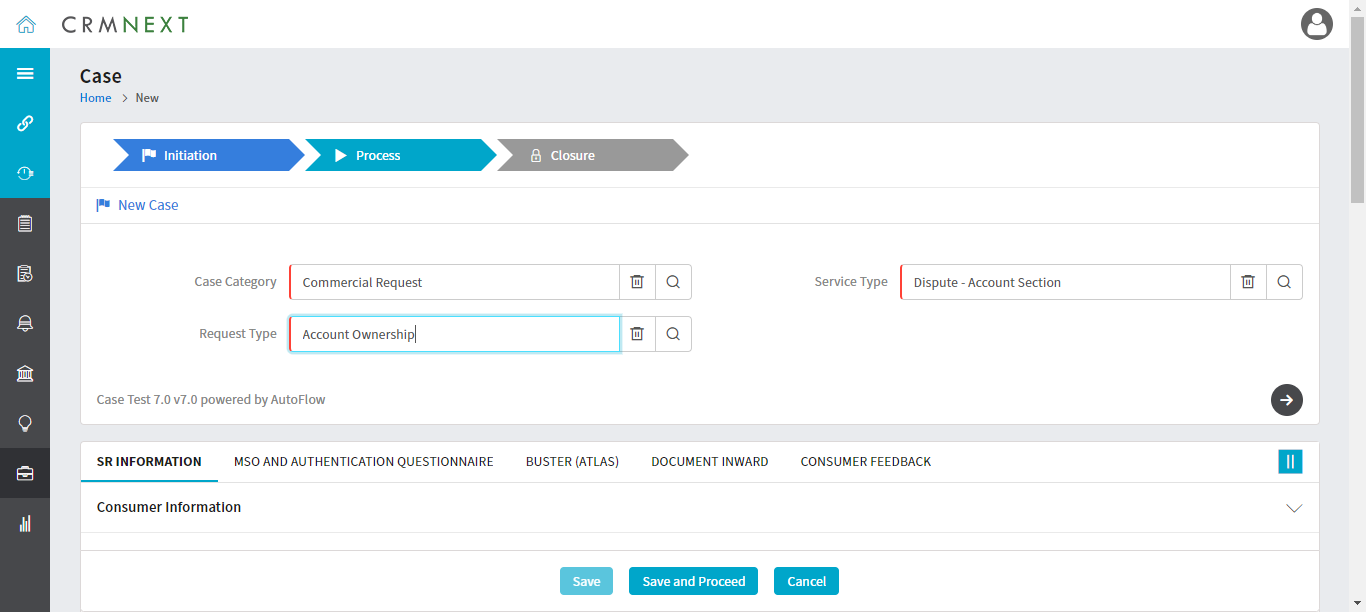 CRMNEXT
Case
Home > New
Initiation
Process
Closure
New Case
Case Category
Commercial Request
Service Type
Dispute - Account Section
Request Type
Account Ownership
Case Test 7.0 v7.0 powered by AutoFlow
SR INFORMATION
MSO AND AUTHENTICATION QUESTIONNAIRE
BUSTER (ATLAS)
DOCUMENT INWARD
CONSUMER FEEDBACK
Consumer Information
Save
Save and Proceed
Cancel